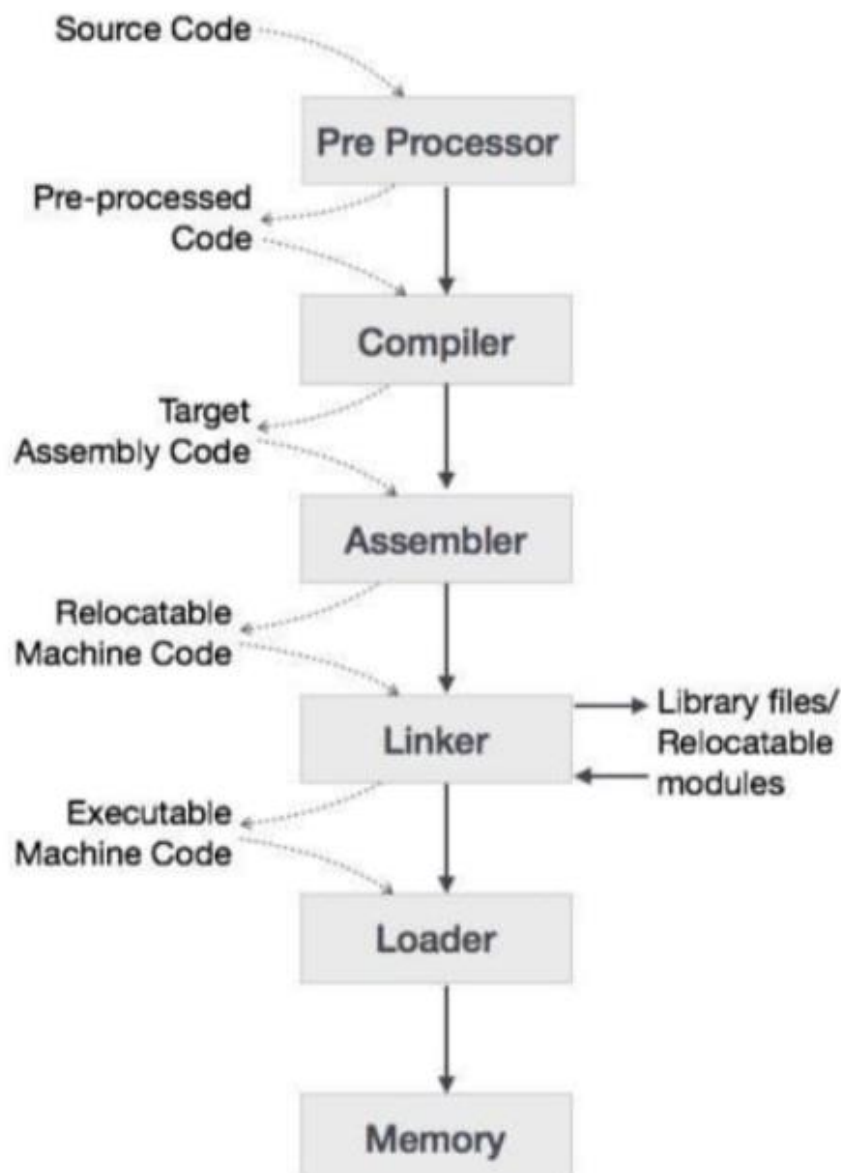 Source Code
Pre Processor
Pre-processed
Code
Compiler
Target
Assembly Code
Assembler
Relocatable
Machine Code
Linker
Library files/
Relocatable
modules
Executable
Machine Code
Loader
Memory